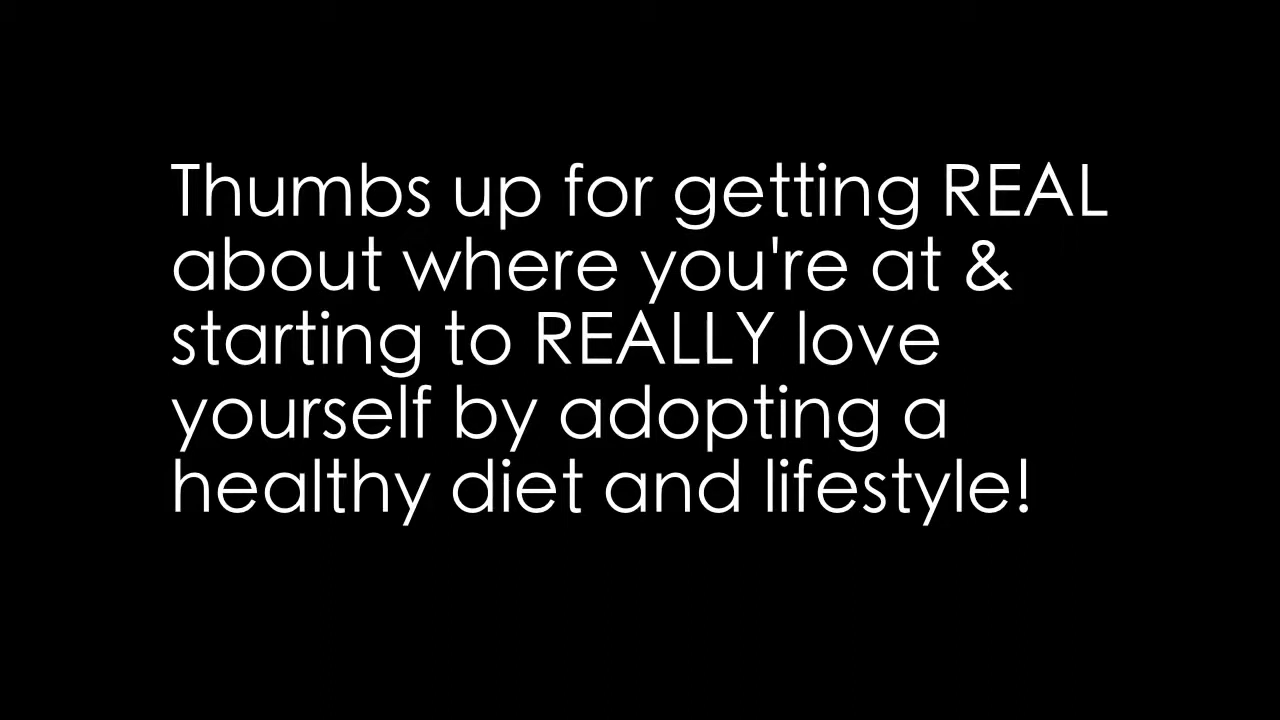 Thumbs up for getting REAL
about where you're at &
starting to REALLY love
yourself by adopting a
healthy diet and lifestyle!